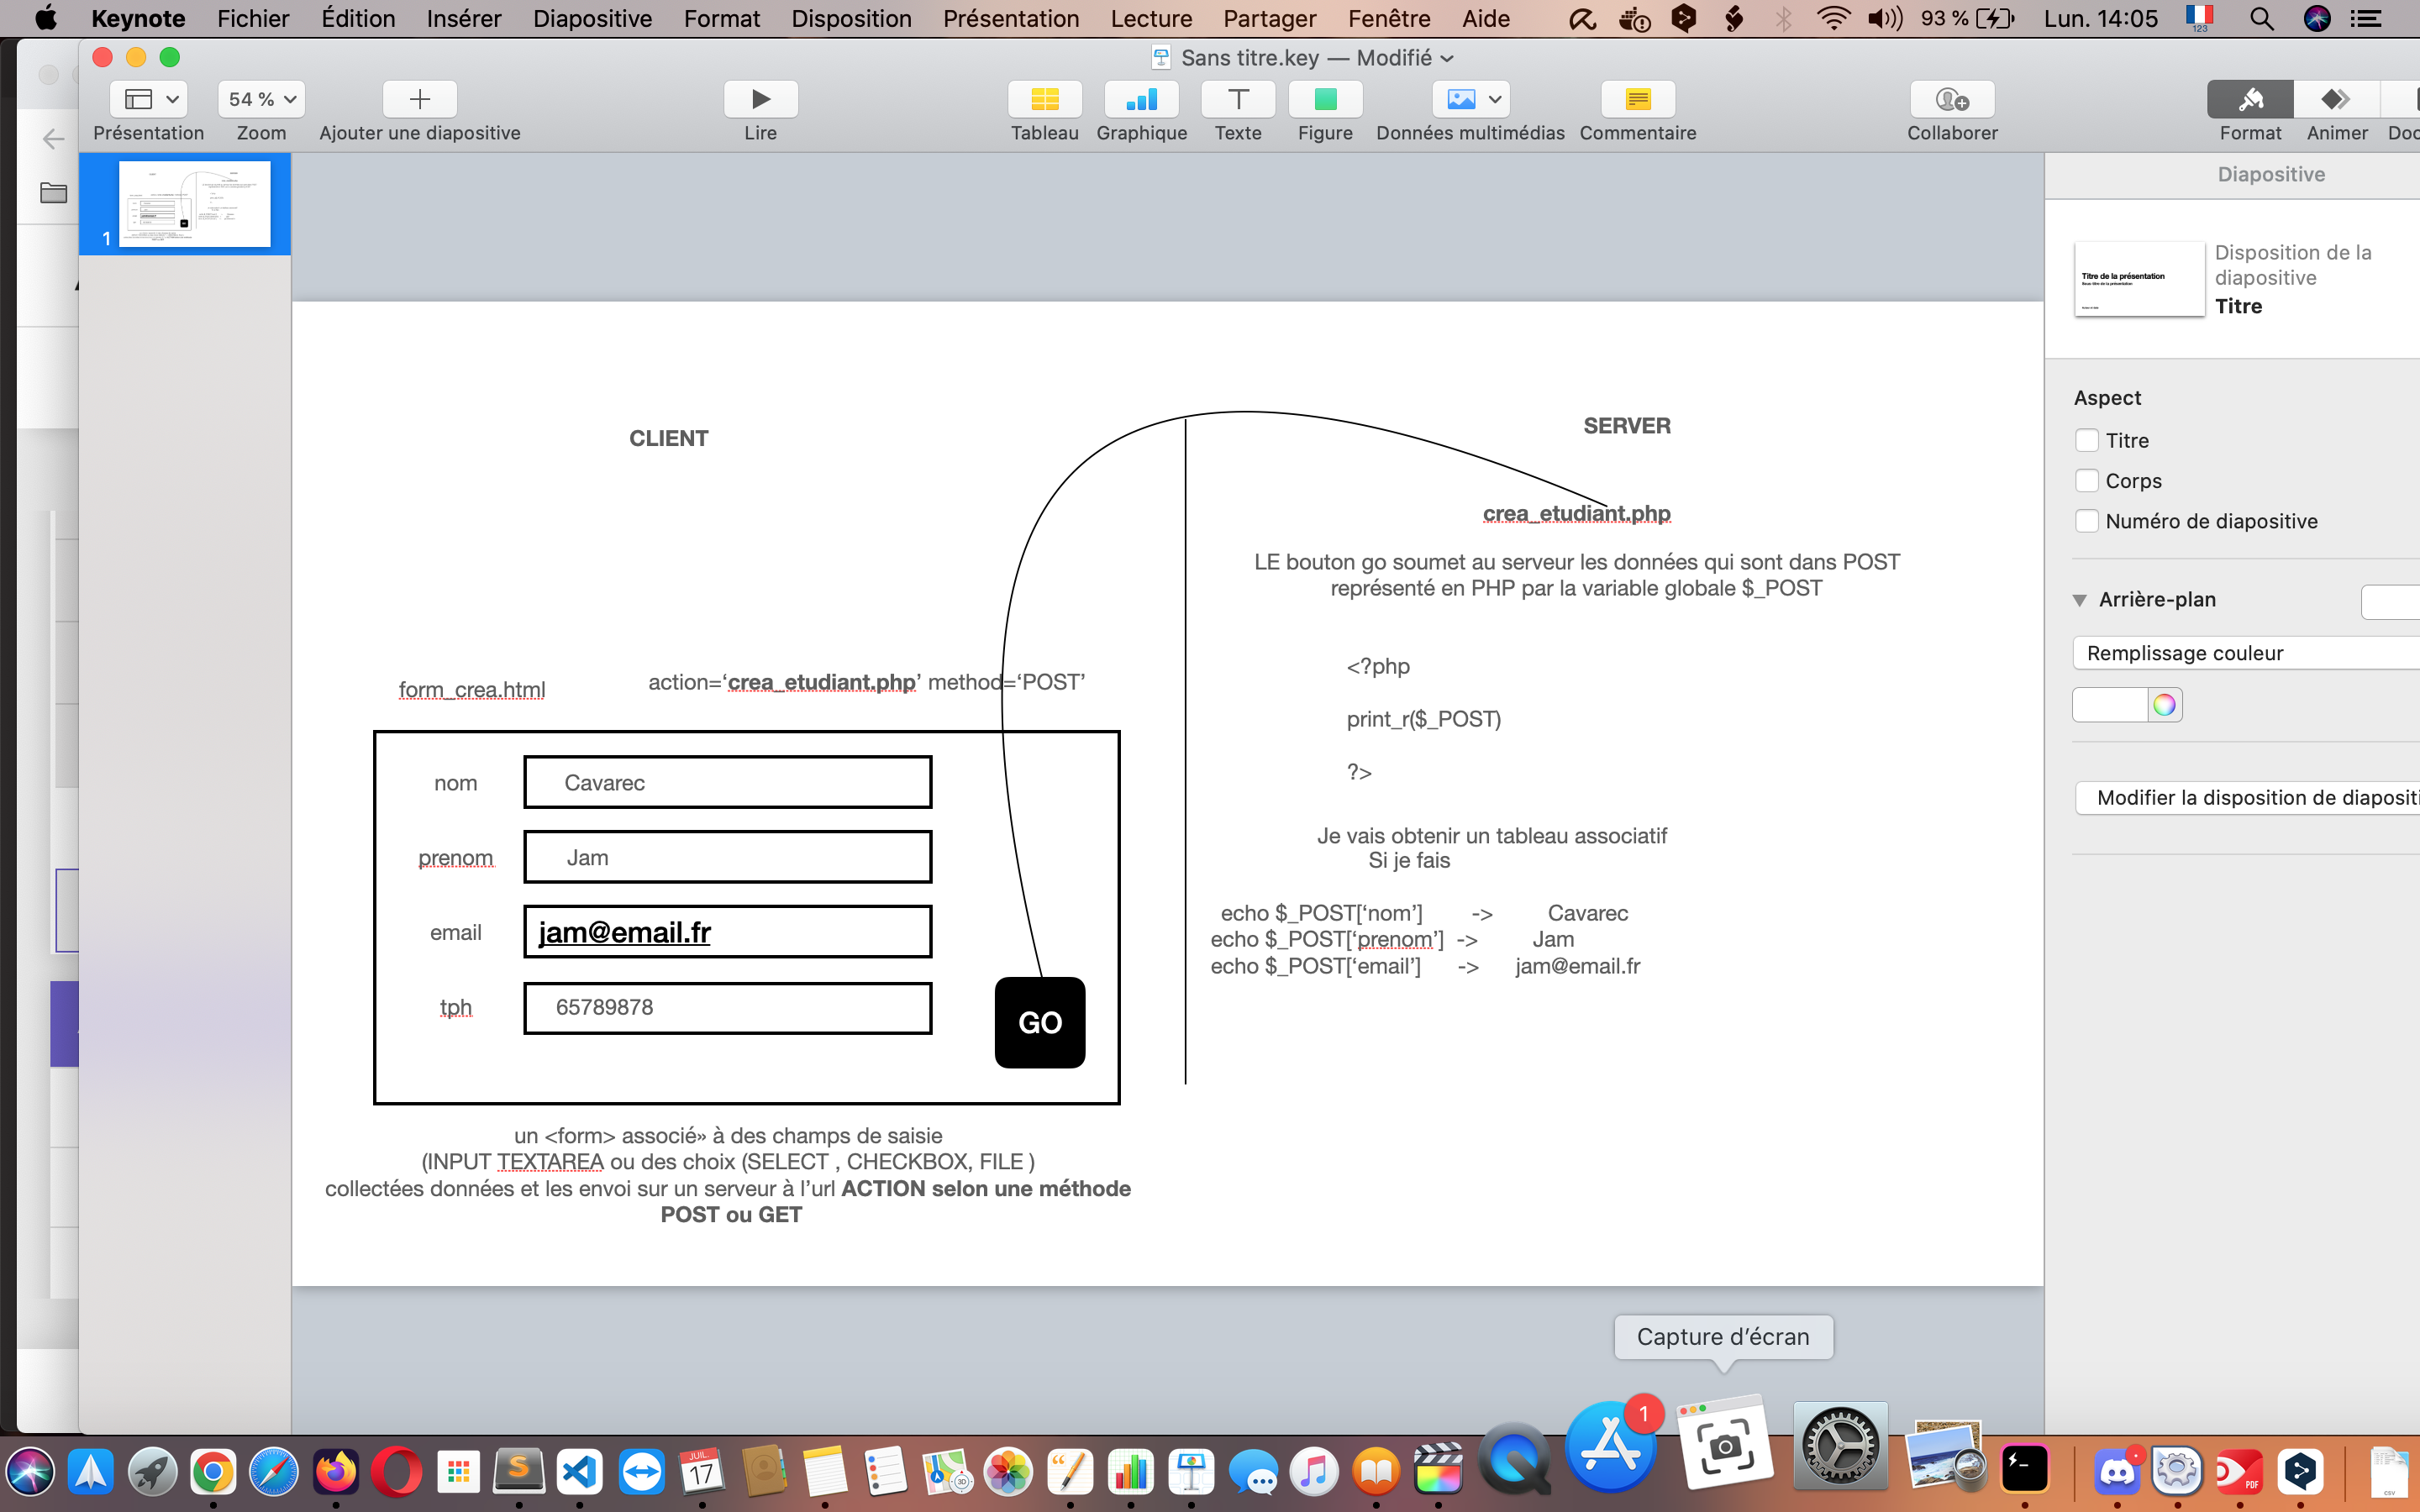 Keynote Fichier Édition Insérer Diapositive Format Disposition Présentation Lecture Partager Fenêtre Aide 93 % Lun. 14:05 123
Sans titre.key — Modifié
54 %
Présentation Zoom Ajouter une diapositive Lire Tableau Graphique Texte Figure Données multimédias Commentaire Collaborer Format Animer Doc
1
Diapositive
Titre de la présentation
Disposition de la
diapositive
Titre
Aspect
Titre
Corps
Numéro de diapositive
Arrière-plan
Remplissage couleur
Modifier la disposition de diapositi
CLIENT
form_crea.html
action=‘crea_etudiant.php’ method=‘POST’
nom Cavarec
prenom Jam
email jam@email.fr
tph 65789878
GO
un <form> associé» à des champs de saisie
(INPUT TEXTAREA ou des choix (SELECT , CHECKBOX, FILE )
collectées données et les envoi sur un serveur à l’url ACTION selon une méthode
POST ou GET
SERVER
crea_etudiant.php
LE bouton go soumet au serveur les données qui sont dans POST
représenté en PHP par la variable globale $_POST
<?php
print_r($_POST)
?>
Je vais obtenir un tableau associatif
Si je fais
echo $_POST[‘nom’] -> Cavarec
echo $_POST[‘prenom’] -> Jam
echo $_POST[‘email’] -> jam@email.fr
Capture d’écran
1
JUIL
17
3D
PDF
CSV